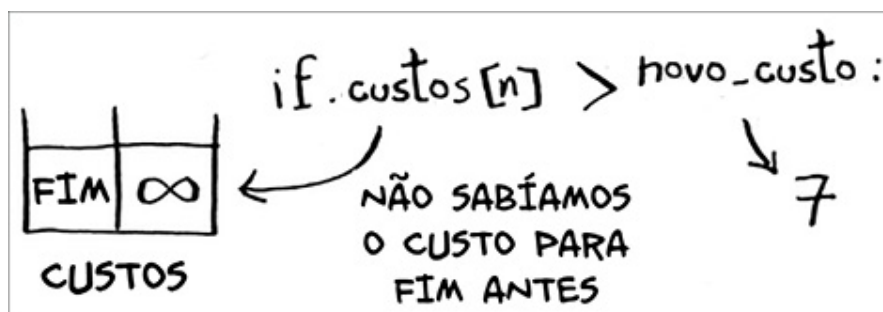 if.custos[n] > novo_custo:
FIM ∞
CUSTOS
NÃO SABÍAMOS
O CUSTO PARA
FIM ANTES
7